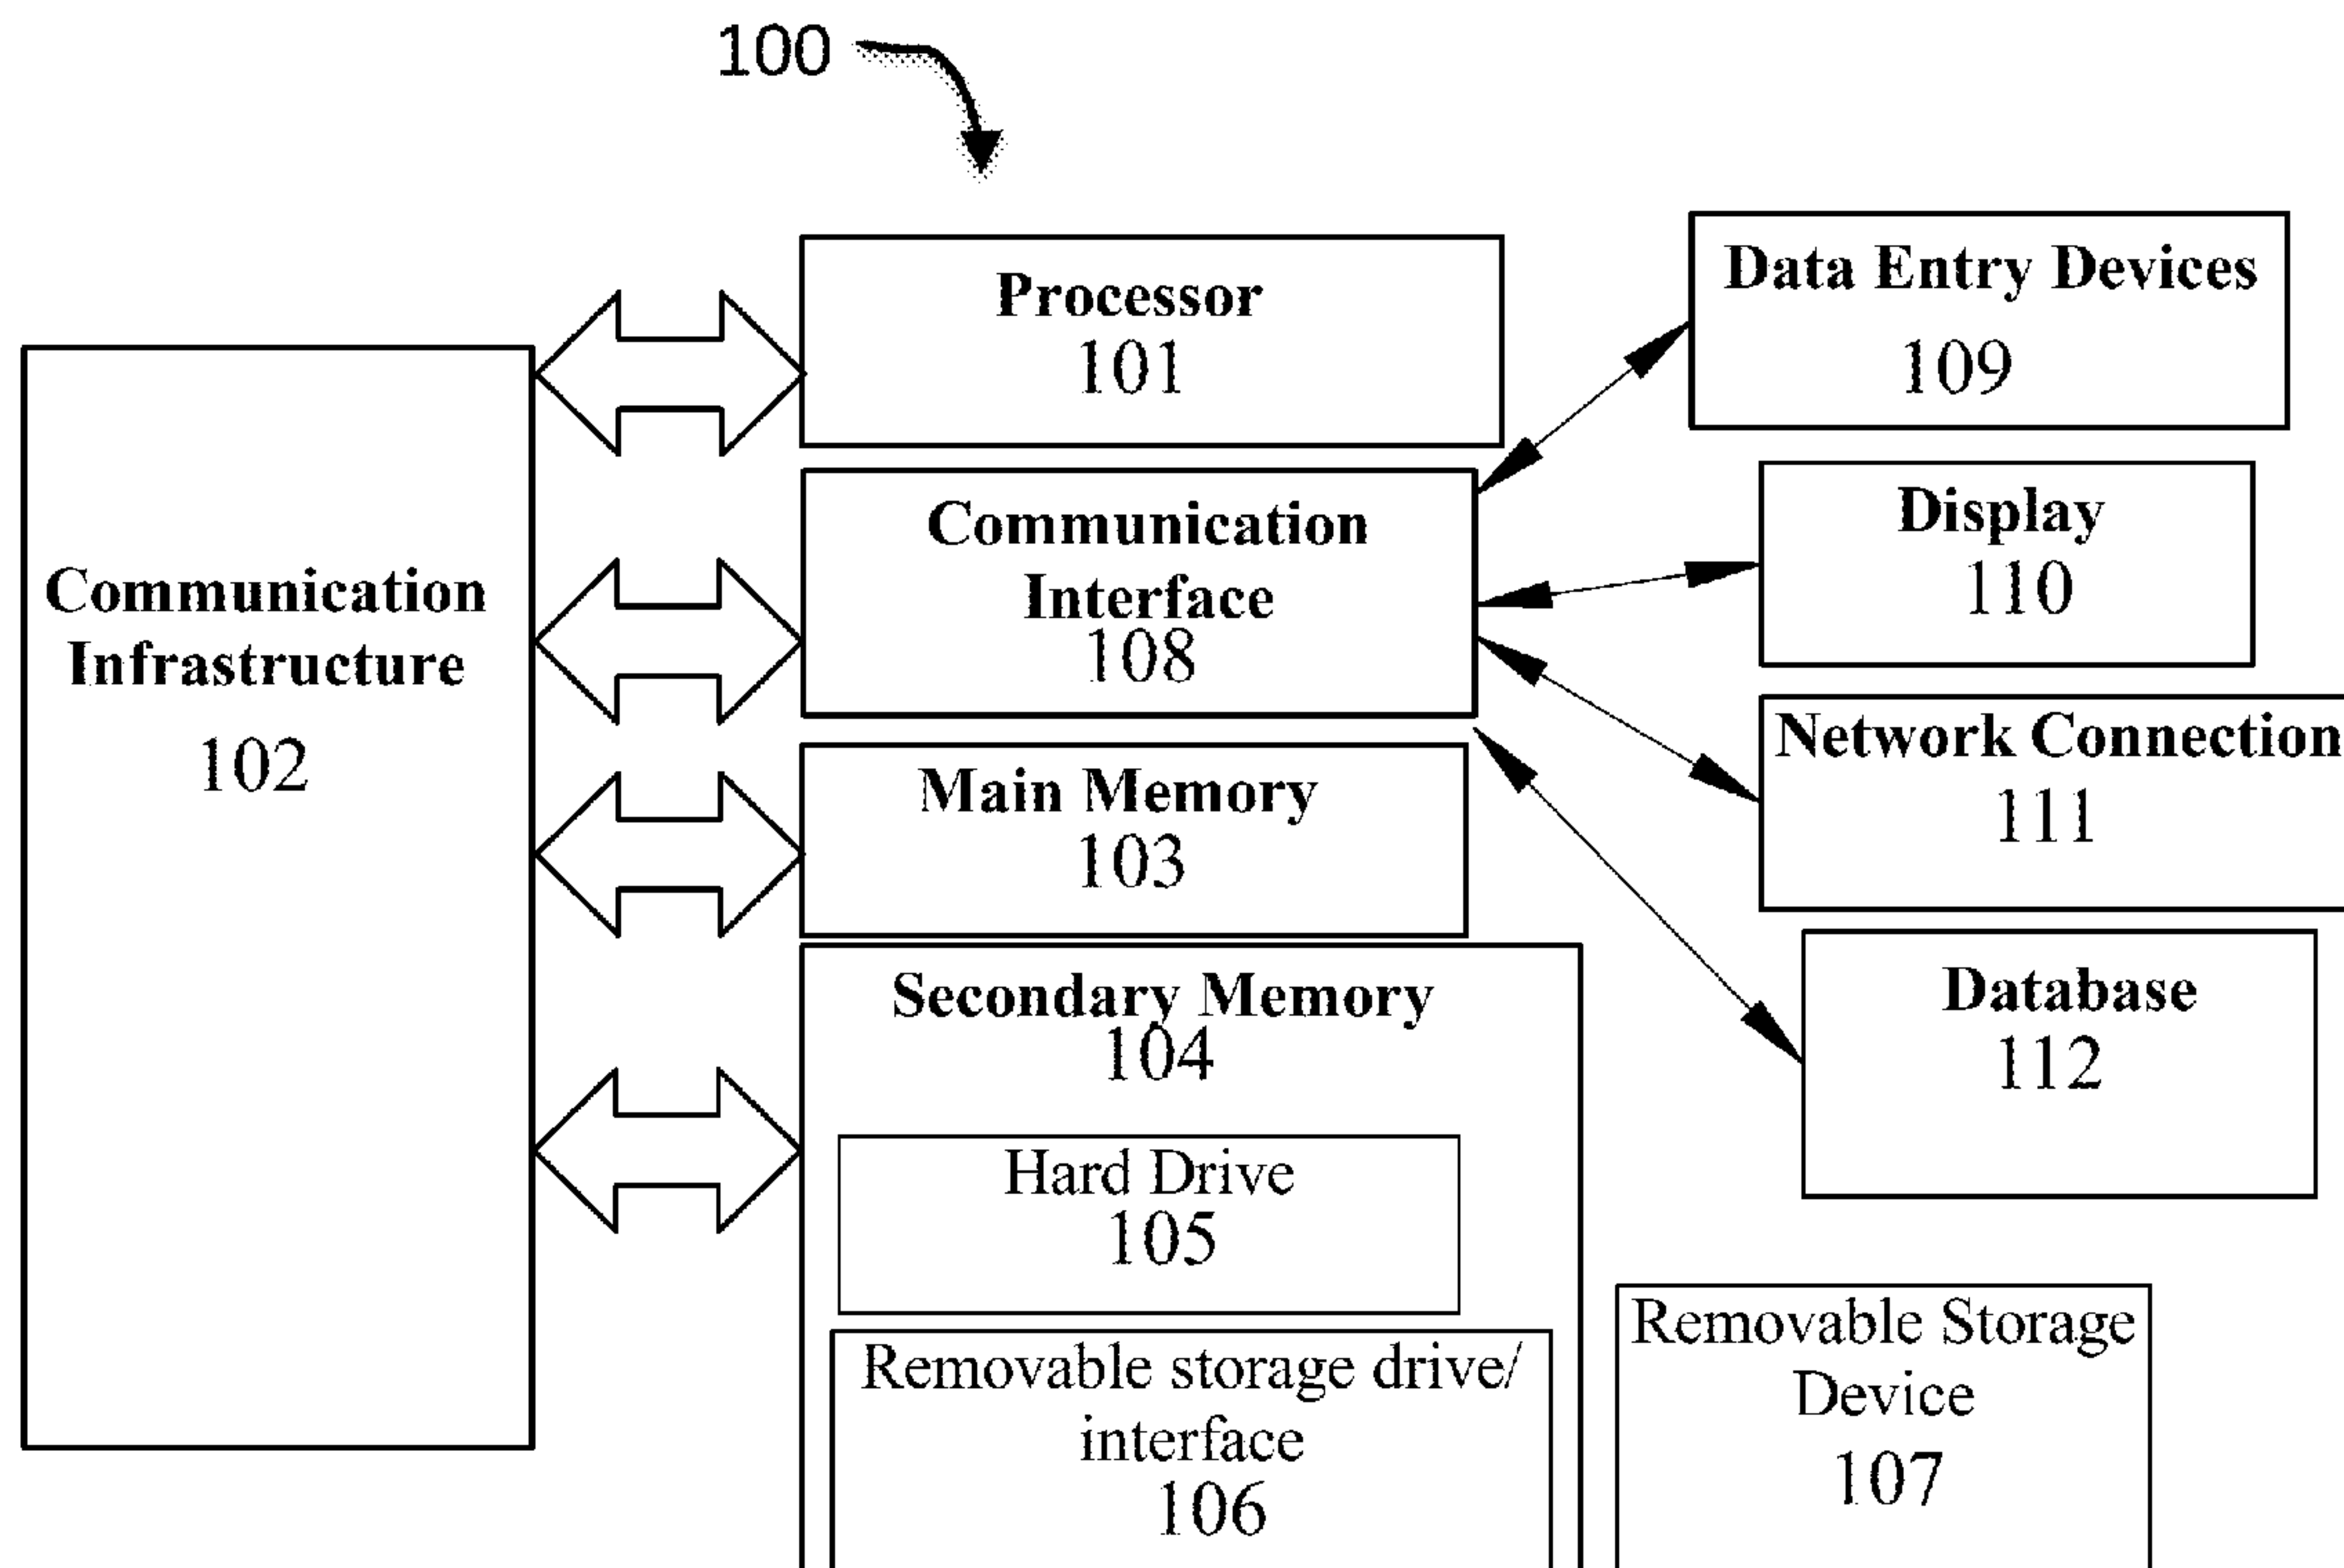 100
Processor
101
Data Entry Devices
109
Communication
Infrastructure
102
Communication
Interface
108
Display
110
Main Memory
103
Network Connection
111
Secondary Memory
104
Database
112
Hard Drive
105
Removable storage drive/
interface
106
Removable Storage
Device
107